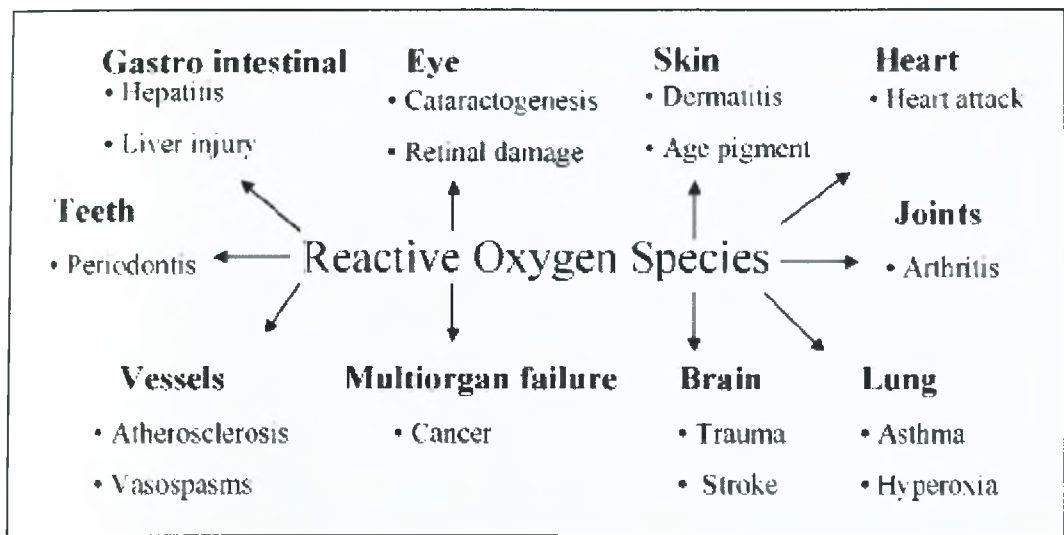 Gastro intestinal
• Hepatitis
• Liver injury
Eye
• Cataractogenesis
• Retinal damage
Skin
• Dermatitis
• Age pigment
Heart
• Heart attack
Teeth
• Periodontis
Reactive Oxygen Species
Joints
• Arthritis
Vessels
• Atherosclerosis
• Vasospasms
Multiorgan failure
• Cancer
Brain
• Trauma
• Stroke
Lung
• Asthma
• Hyperoxia